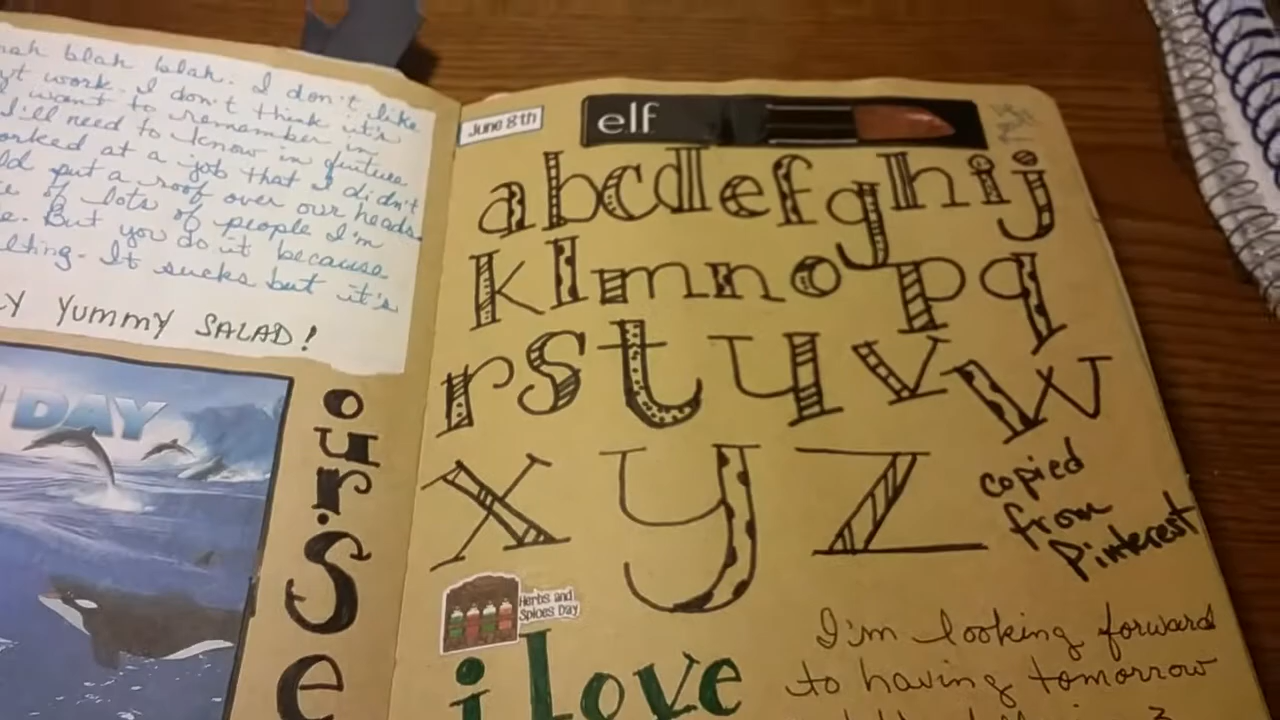 blah blah. I don't like
work. I don't think it's
want to remember in
I'll need to know in future
worked at a job that I didn't
put a roof over our heads.
of lots of people I'm
But you do it because
It sucks but it's
YUMMY SALAD!
DAY
ourse
June 8th
elf
abcdefghij
klmnopq
rstuvw
xyz
copied
from
Pinterest
Herbs and
Spices Day
i Love
I'm looking forward
to having tomorrow